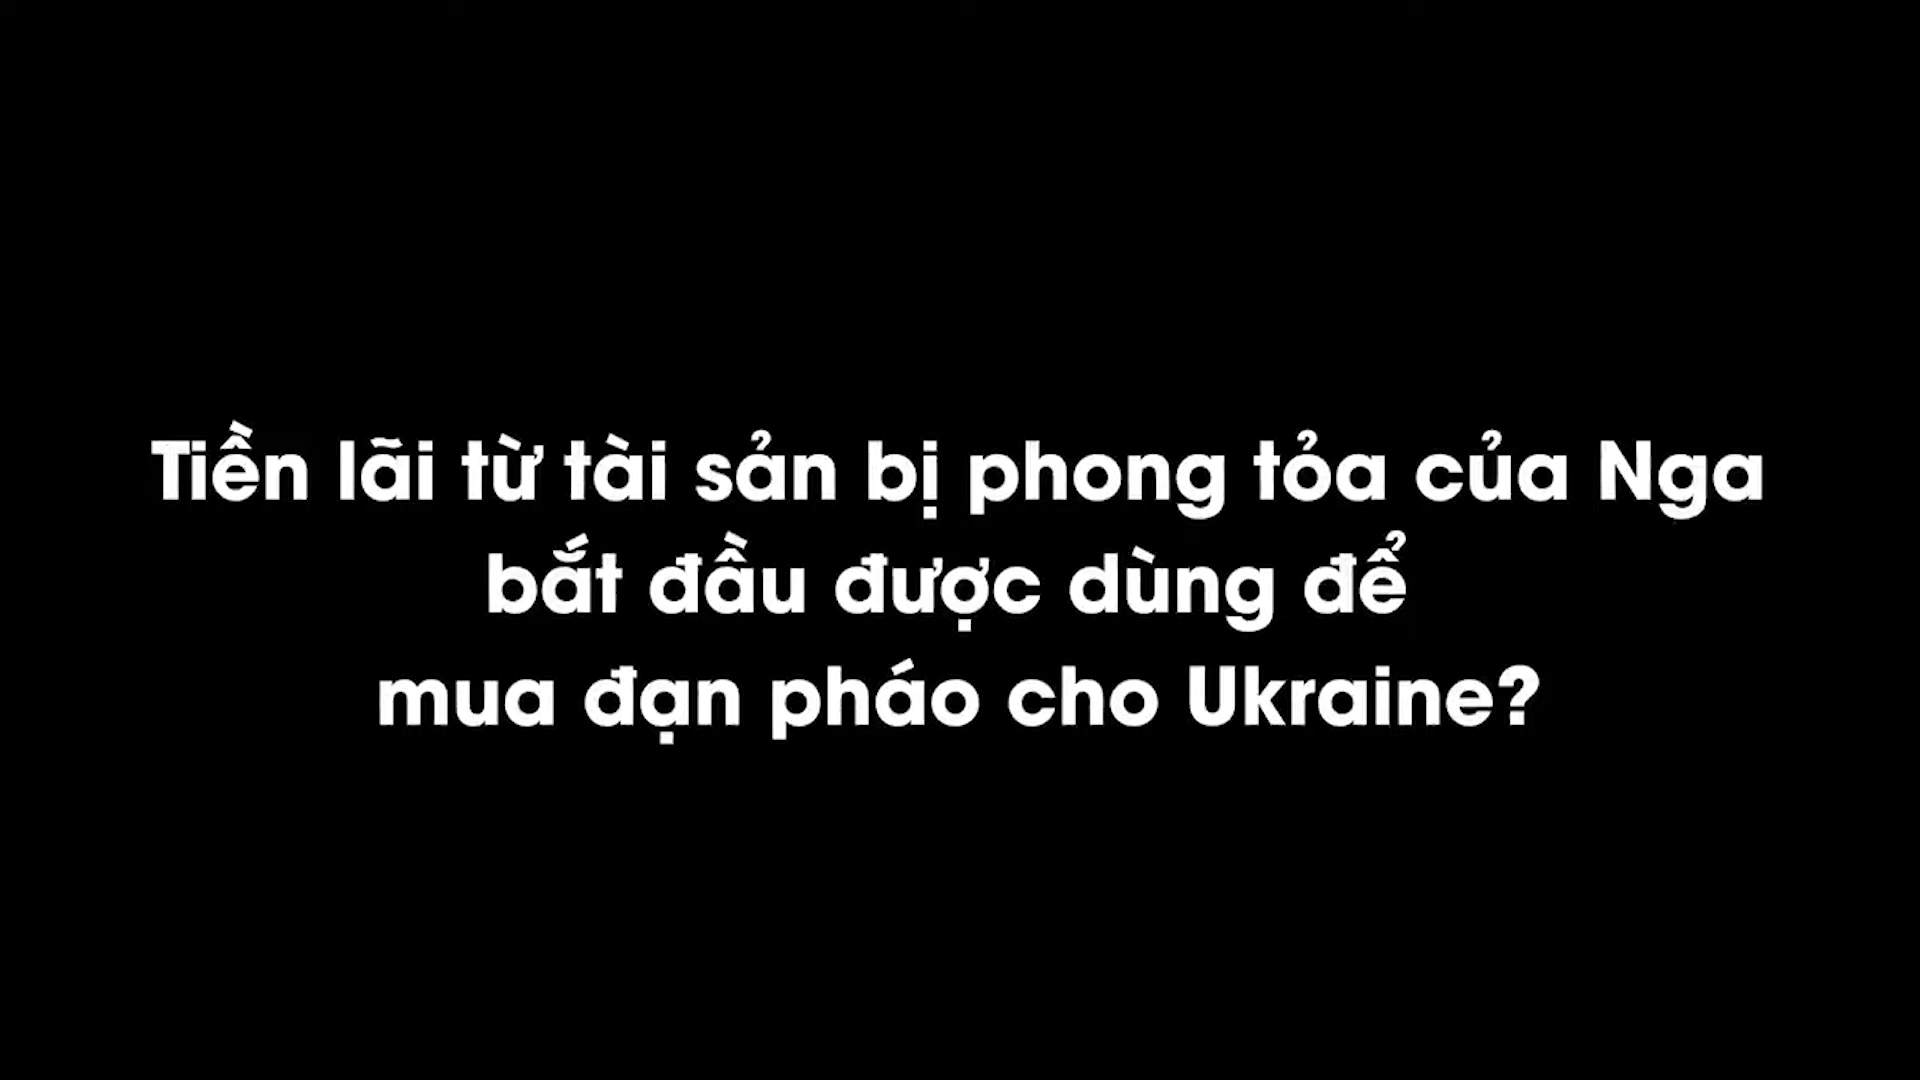 Tiền lãi từ tài sản bị phong tỏa của Nga
bắt đầu được dùng để
mua đạn pháo cho Ukraine?